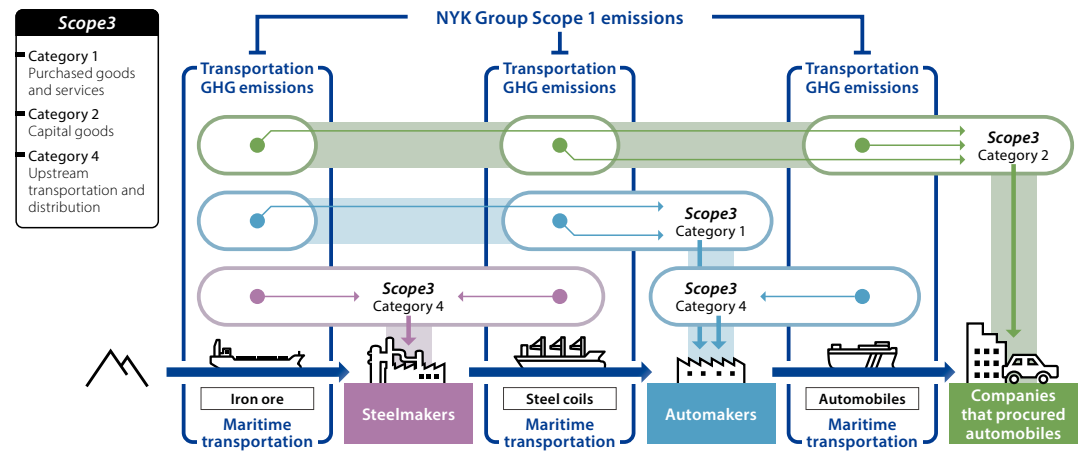 Scope3
Category 1
Purchased goods
and services
Category 2
Capital goods
Category 4
Upstream
transportation and
distribution
NYK Group Scope 1 emissions
Transportation
GHG emissions
Transportation
GHG emissions
Transportation
GHG emissions
Scope3
Category 2
Scope3
Category 1
Scope3
Category 4
Scope3
Category 4
Iron ore
Maritime
transportation
Steelmakers
Steel coils
Maritime
transportation
Automakers
Automobiles
Maritime
transportation
Companies
that procured
automobiles